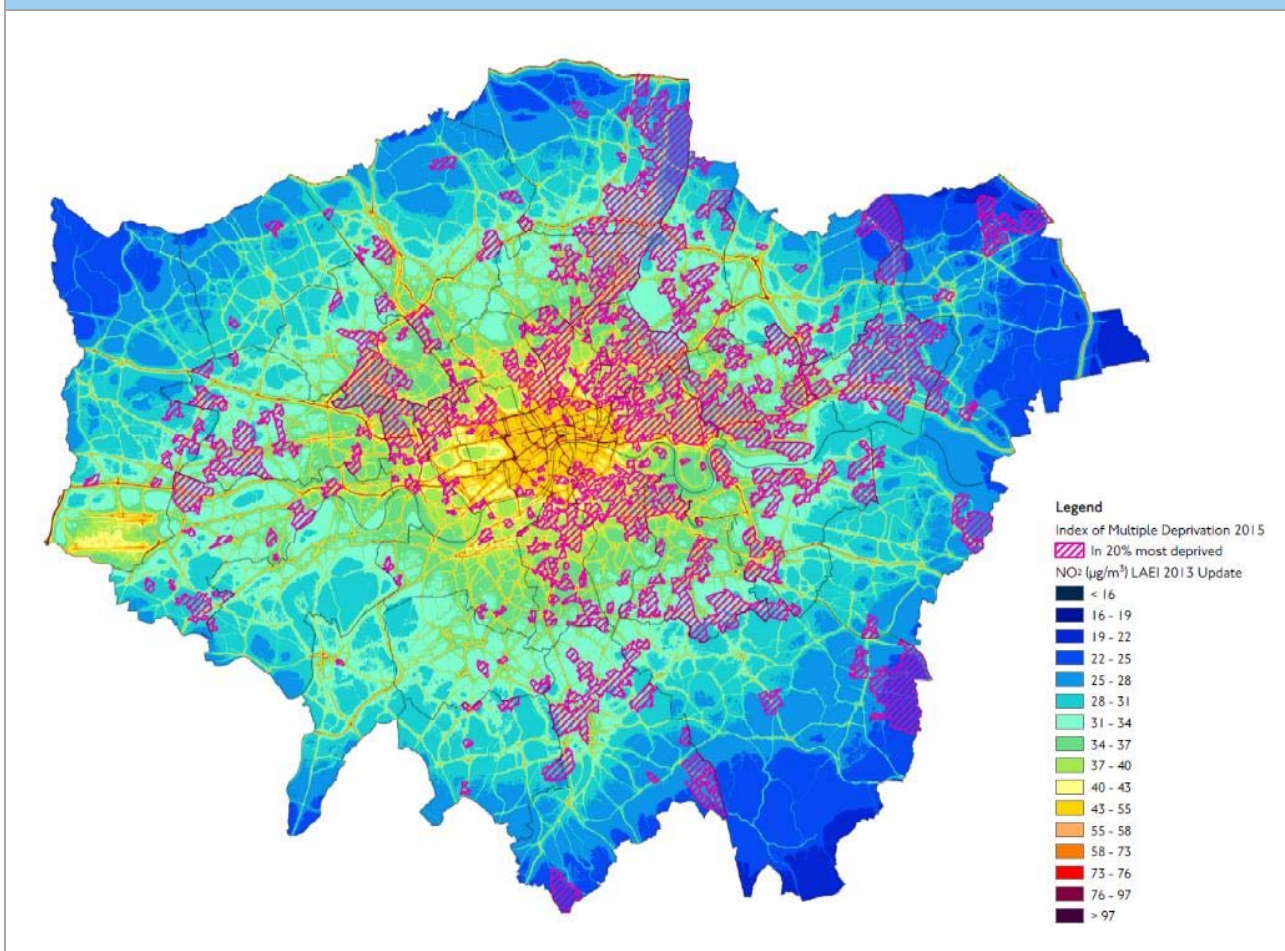 Legend
Index of Multiple Deprivation 2015
In 20% most deprived
NO2 (µg/m³) LAEI 2013 Update
< 16
16 - 19
19 - 22
22 - 25
25 - 28
28 - 31
31 - 34
34 - 37
37 - 40
40 - 43
43 - 55
55 - 58
58 - 73
73 - 76
76 - 97
> 97